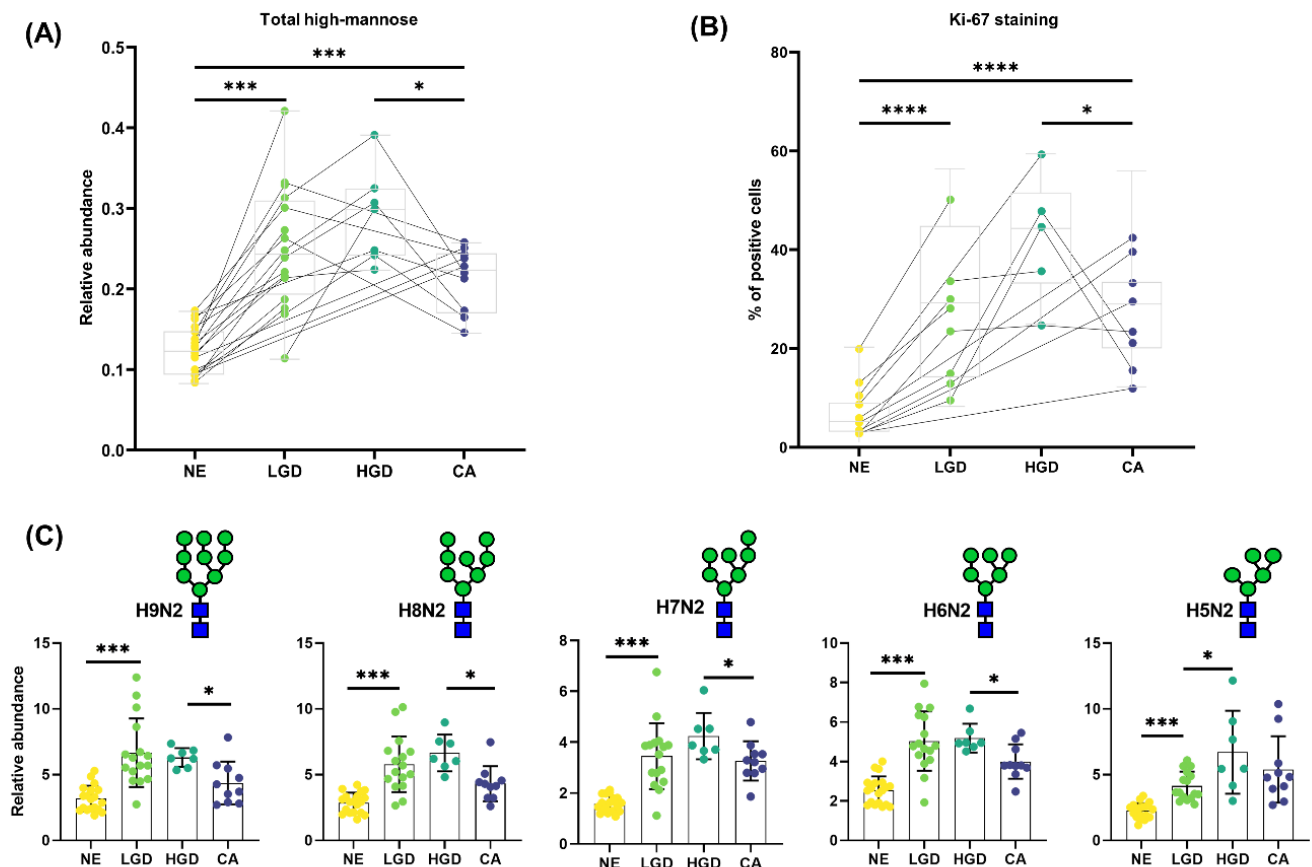 (A)
Total high-mannose
Relative abundance
0.5
0.4
0.3
0.2
0.1
0.0
***
***
*
NE LGD HGD CA
(B)
Ki-67 staining
% of positive cells
80
60
40
20
0
****
****
*
NE LGD HGD CA
(C)
H9N2
Relative abundance
15
10
5
0
***
*
NE LGD HGD CA
H8N2
15
10
5
0
***
*
NE LGD HGD CA
H7N2
8
6
4
2
0
***
*
NE LGD HGD CA
H6N2
10
8
6
4
2
0
***
*
NE LGD HGD CA
H5N2
15
10
5
0
***
*
NE LGD HGD CA